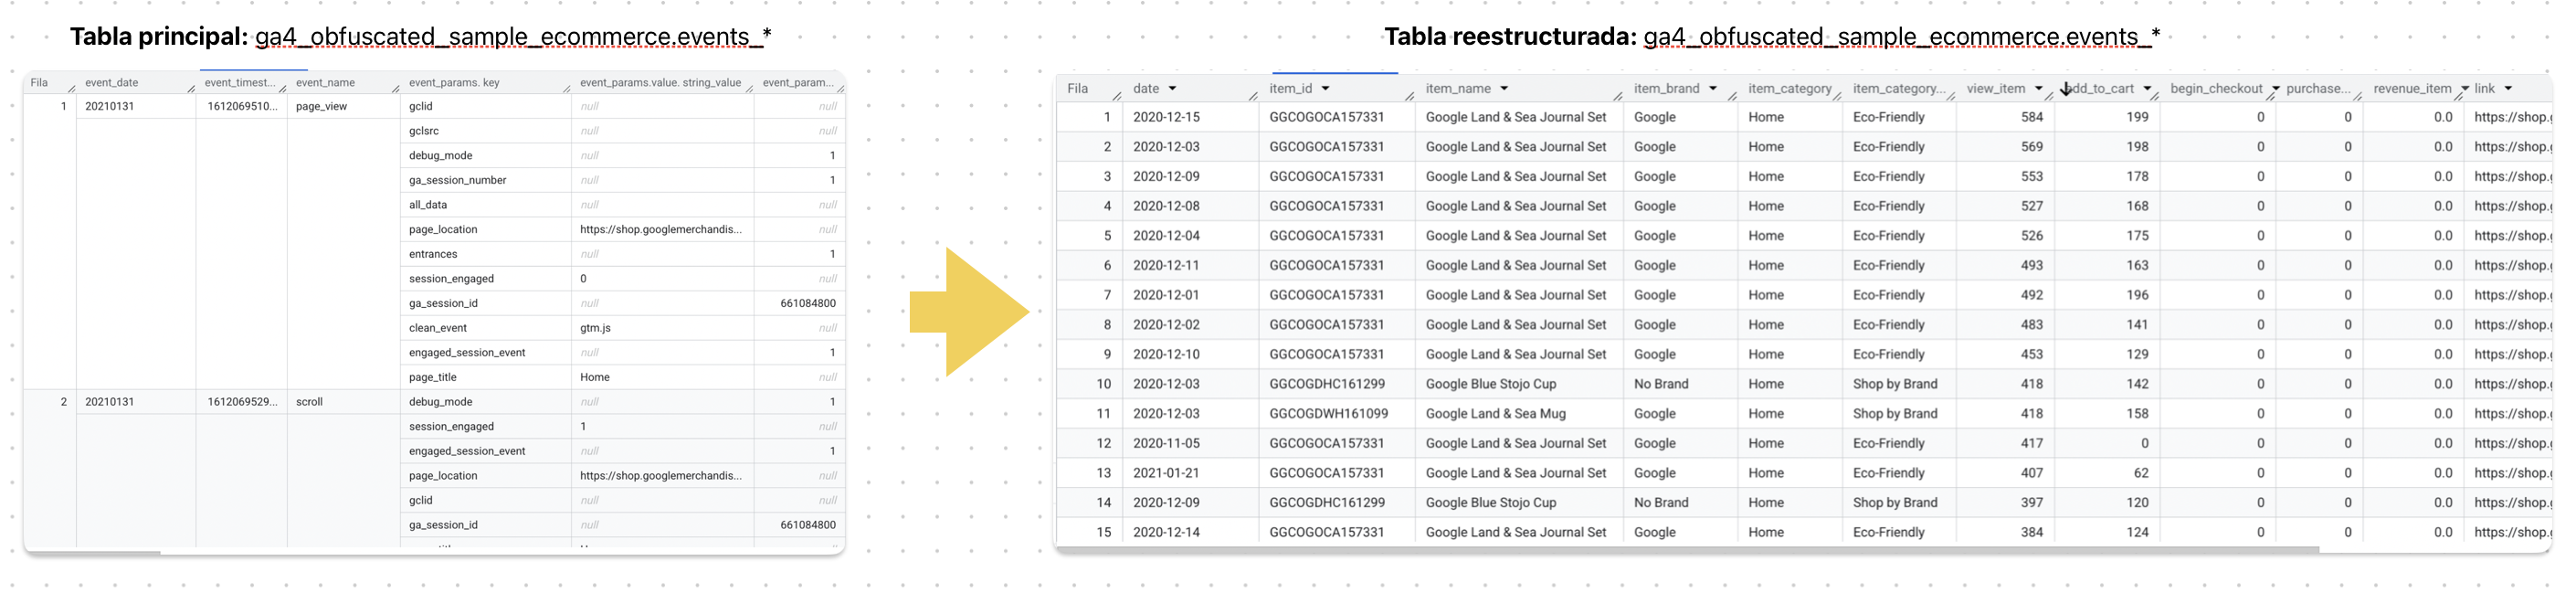 Tabla principal: ga4_obfuscated_sample_ecommerce.events_*
Fila event_date event_timest... event_name event_params. key event_params.value. string_value event_param...
1 20210131 1612069510... page_view gclid null null
gclsrc null null
debug_mode null 1
ga_session_number null 1
all_data null null
page_location https://shop.googlemerchandis... null
entrances null 1
session_engaged 0 null
ga_session_id null 661084800
clean_event gtm.js null
engaged_session_event null 1
page_title Home null
2 20210131 1612069529... scroll debug_mode null 1
session_engaged 1 null
engaged_session_event null 1
page_location https://shop.googlemerchandis... null
gclid null null
ga_session_id null 661084800
Tabla reestructurada: ga4_obfuscated_sample_ecommerce.events_*
Fila date item_id item_name item_brand item_category item_category... view_item add_to_cart begin_checkout purchase... revenue_item link
1 2020-12-15 GGCOGOCA157331 Google Land & Sea Journal Set Google Home Eco-Friendly 584 199 0 0 0.0 https://shop.
2 2020-12-03 GGCOGOCA157331 Google Land & Sea Journal Set Google Home Eco-Friendly 569 198 0 0 0.0 https://shop.
3 2020-12-09 GGCOGOCA157331 Google Land & Sea Journal Set Google Home Eco-Friendly 553 178 0 0 0.0 https://shop.
4 2020-12-08 GGCOGOCA157331 Google Land & Sea Journal Set Google Home Eco-Friendly 527 168 0 0 0.0 https://shop.
5 2020-12-04 GGCOGOCA157331 Google Land & Sea Journal Set Google Home Eco-Friendly 526 175 0 0 0.0 https://shop.
6 2020-12-11 GGCOGOCA157331 Google Land & Sea Journal Set Google Home Eco-Friendly 493 163 0 0 0.0 https://shop.
7 2020-12-01 GGCOGOCA157331 Google Land & Sea Journal Set Google Home Eco-Friendly 492 196 0 0 0.0 https://shop.
8 2020-12-02 GGCOGOCA157331 Google Land & Sea Journal Set Google Home Eco-Friendly 483 141 0 0 0.0 https://shop.
9 2020-12-10 GGCOGOCA157331 Google Land & Sea Journal Set Google Home Eco-Friendly 453 129 0 0 0.0 https://shop.
10 2020-12-03 GGCOGDHC161299 Google Blue Stojo Cup No Brand Home Shop by Brand 418 142 0 0 0.0 https://shop.
11 2020-12-03 GGCOGDWH161099 Google Land & Sea Mug Google Home Shop by Brand 418 158 0 0 0.0 https://shop.
12 2020-11-05 GGCOGOCA157331 Google Land & Sea Journal Set Google Home Eco-Friendly 417 0 0 0 0.0 https://shop.
13 2021-01-21 GGCOGOCA157331 Google Land & Sea Journal Set Google Home Eco-Friendly 407 62 0 0 0.0 https://shop.
14 2020-12-09 GGCOGDHC161299 Google Blue Stojo Cup No Brand Home Shop by Brand 397 120 0 0 0.0 https://shop.
15 2020-12-14 GGCOGOCA157331 Google Land & Sea Journal Set Google Home Eco-Friendly 384 124 0 0 0.0 https://shop.